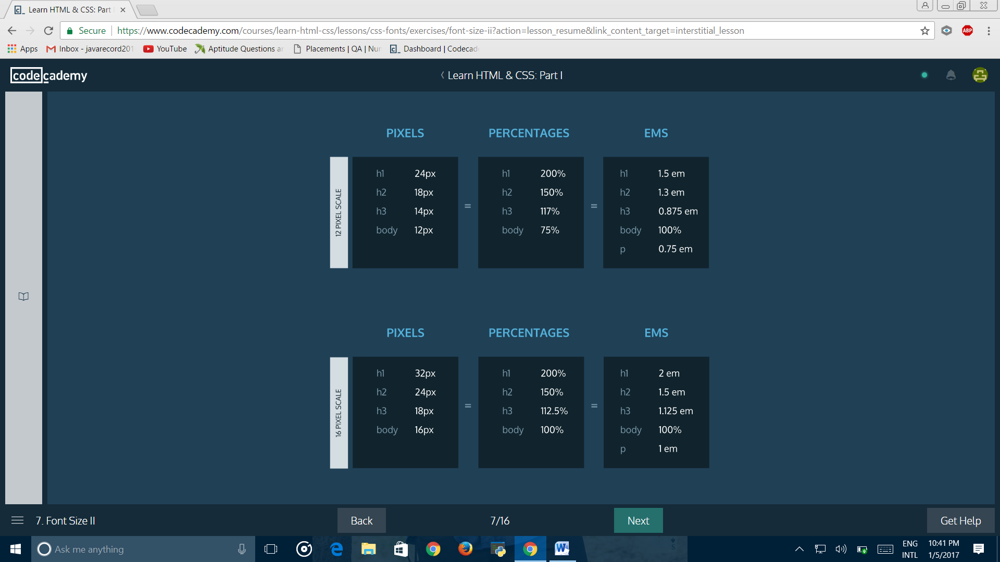 Learn HTML & CSS: Part
Secure https://www.codecademy.com/courses/learn-html-css/lessons/css-fonts/exercises/font-size-ii?action=lesson_resume&link_content_target=interstitial_lesson
ABP
Apps Inbox - javarecord201 YouTube Aptitude Questions ar Placements | QA | Nur c_ Dashboard | Codecad
codecademy
Learn HTML & CSS: Part I
PIXELS PERCENTAGES EMS
12 PIXEL SCALE
h1 24px h1 200% h1 1.5 em
h2 18px h2 150% h2 1.3 em
h3 14px = h3 117% = h3 0.875 em
body 12px body 75% body 100%
p 0.75 em
PIXELS PERCENTAGES EMS
16 PIXEL SCALE
h1 32px h1 200% h1 2 em
h2 24px h2 150% h2 1.5 em
h3 18px = h3 112.5% = h3 1.125 em
body 16px body 100% body 100%
p 1 em
7. Font Size II Back 7/16 Next Get Help
Ask me anything
ENG 10:41 PM
INTL 1/5/2017